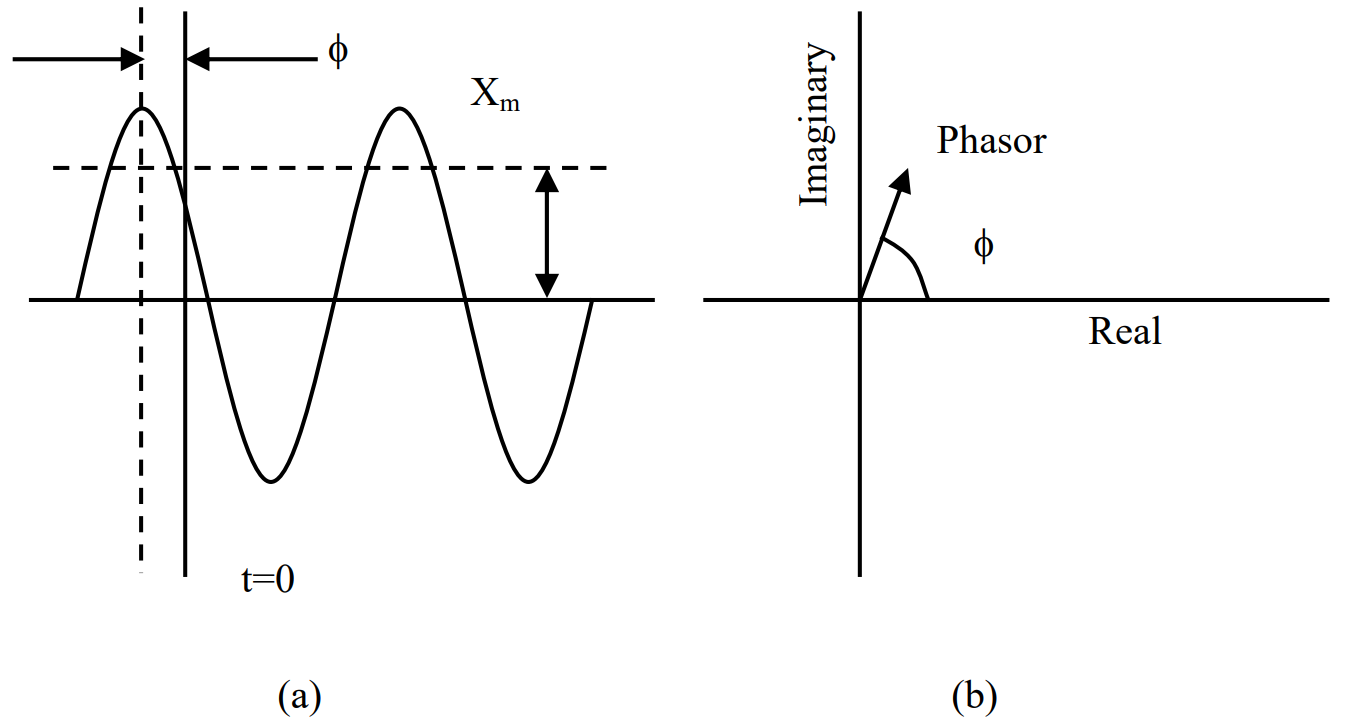 ϕ
Xₘ
t=0
(a)
Imaginary
Phasor
ϕ
Real
(b)